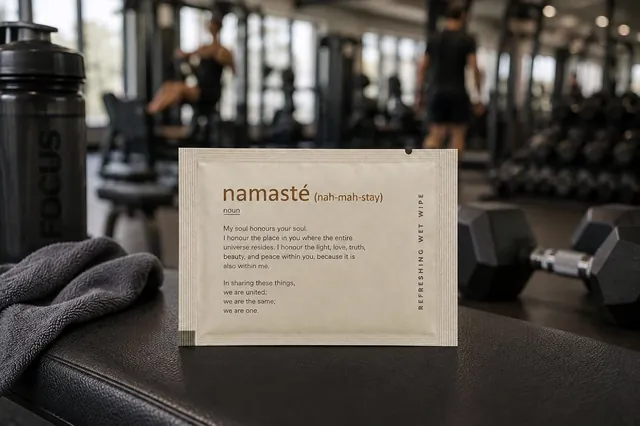 FOCUS
namasté (nah-mah-stay)
noun
My soul honours your soul.
I honour the place in you where the entire
universe resides. I honour the light, love, truth,
beauty, and peace within you, because it is
also within me.
In sharing these things,
we are united;
we are the same;
we are one.
REFRESHING WET WIPE